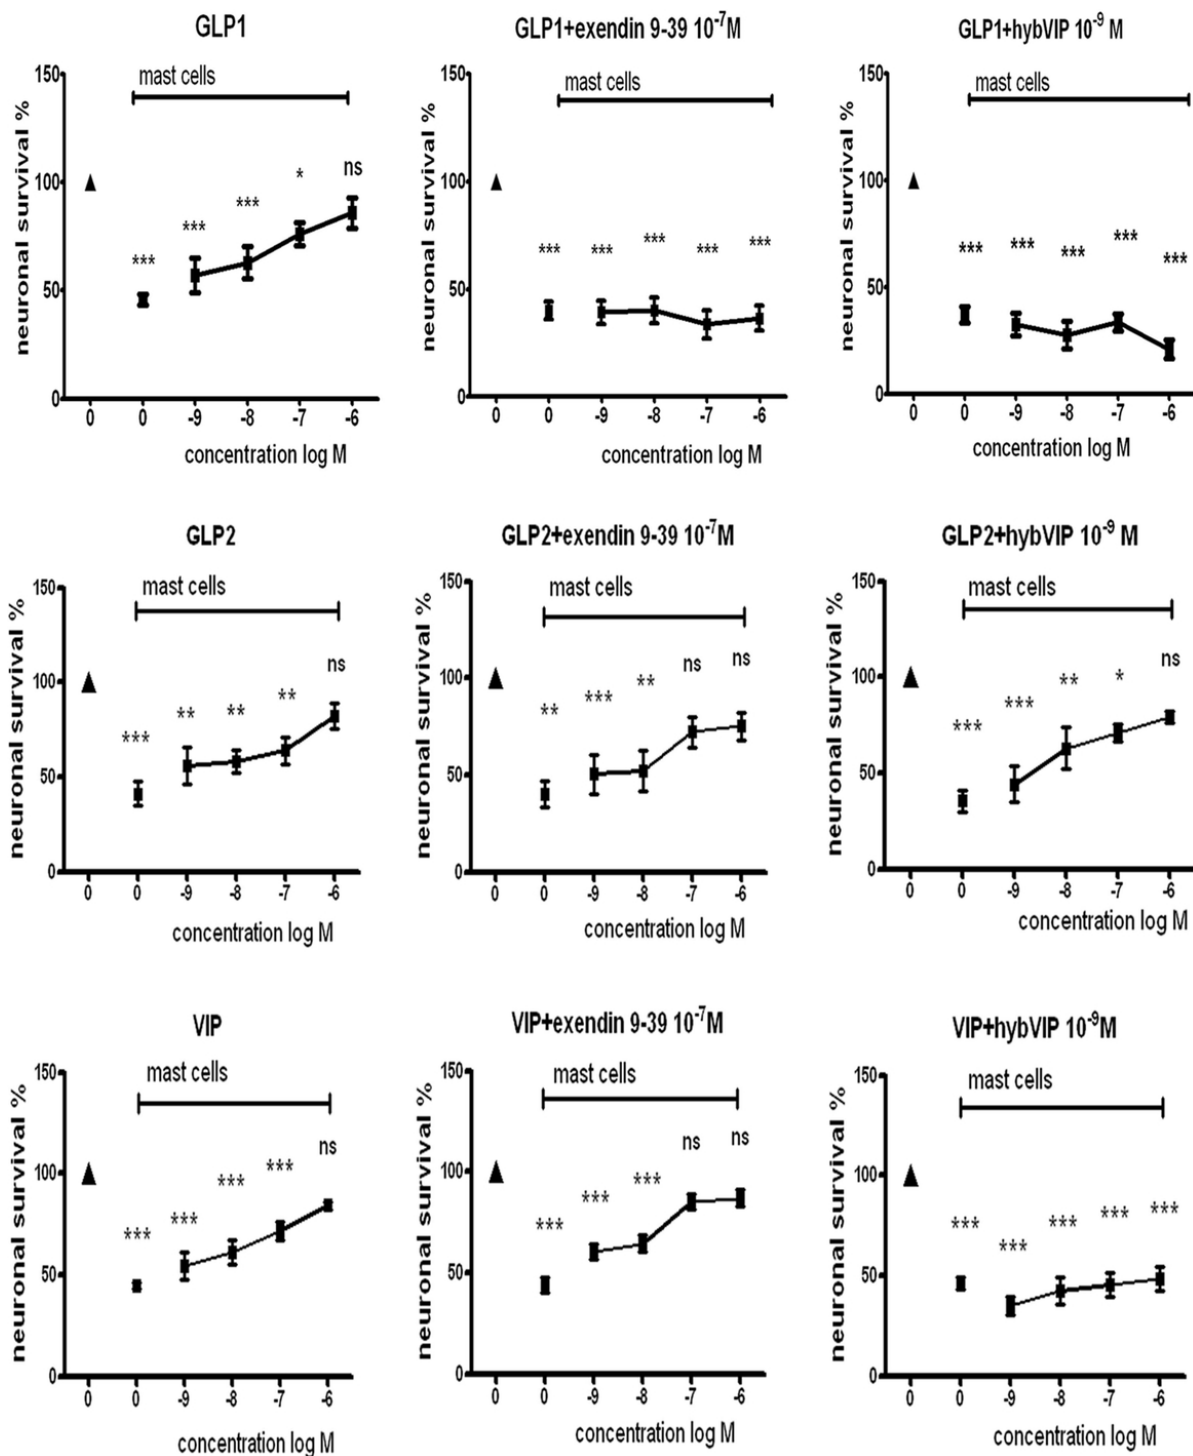 GLP1
GLP1+exendin 9-39 10⁻⁷M
GLP1+hybVIP 10⁻⁹ M
neuronal survival %
150
100
50
0
mast cells
***
***
***
*
ns
0 0 -9 -8 -7 -6
concentration log M
neuronal survival %
150
100
50
0
mast cells
***
***
***
***
***
0 0 -9 -8 -7 -6
concentration log M
neuronal survival %
150
100
50
0
mast cells
***
***
***
***
***
0 0 -9 -8 -7 -6
concentration log M
GLP2
GLP2+exendin 9-39 10⁻⁷M
GLP2+hybVIP 10⁻⁹ M
neuronal survival %
150
100
50
0
mast cells
***
**
**
**
ns
0 0 -9 -8 -7 -6
concentration log M
neuronal survival %
150
100
50
0
mast cells
**
***
**
ns
ns
0 0 -9 -8 -7 -6
concentration log M
neuronal survival %
150
100
50
0
mast cells
***
***
**
*
ns
0 0 -9 -8 -7 -6
concentration log M
VIP
VIP+exendin 9-39 10⁻⁷M
VIP+hybVIP 10⁻⁹M
neuronal survival %
150
100
50
0
mast cells
***
***
***
***
ns
0 0 -9 -8 -7 -6
concentration log M
neuronal survival %
150
100
50
0
mast cells
***
***
***
ns
ns
0 0 -9 -8 -7 -6
concentration log M
neuronal survival %
150
100
50
0
mast cells
***
***
***
***
***
0 0 -9 -8 -7 -6
concentration log M